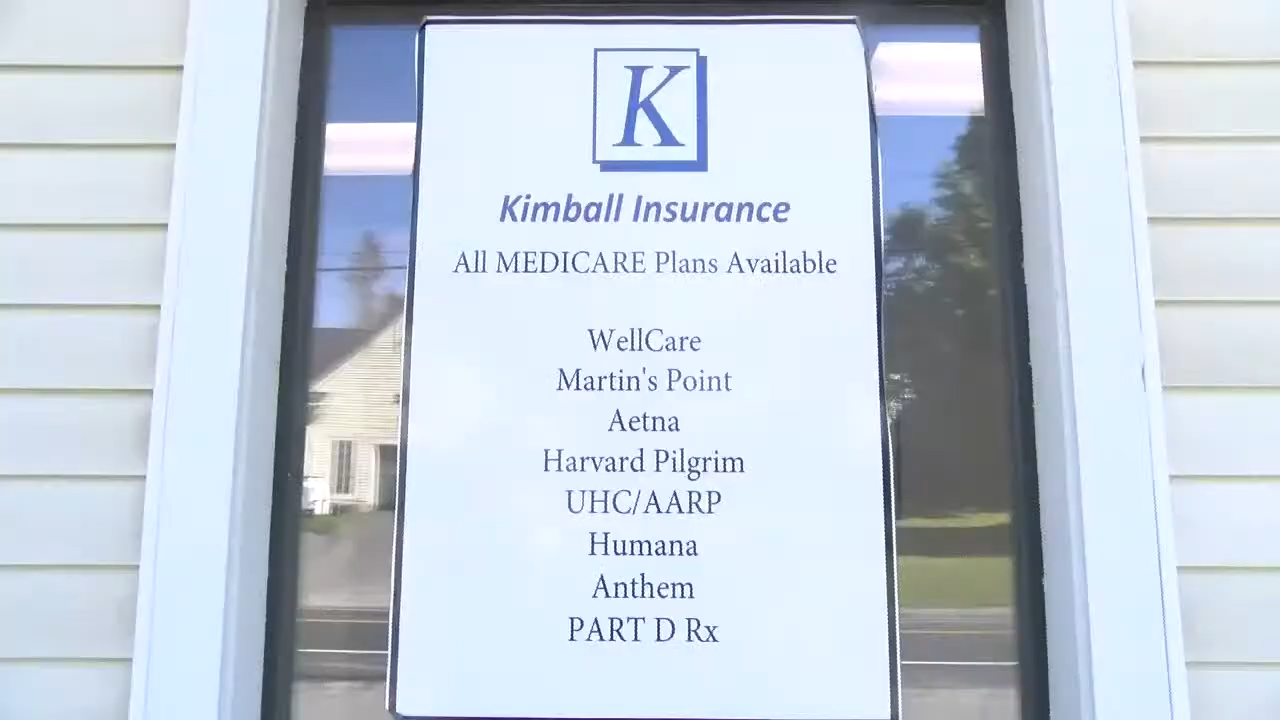 K
Kimball Insurance
All MEDICARE Plans Available
WellCare
Martin's Point
Aetna
Harvard Pilgrim
UHC/AARP
Humana
Anthem
PART D Rx